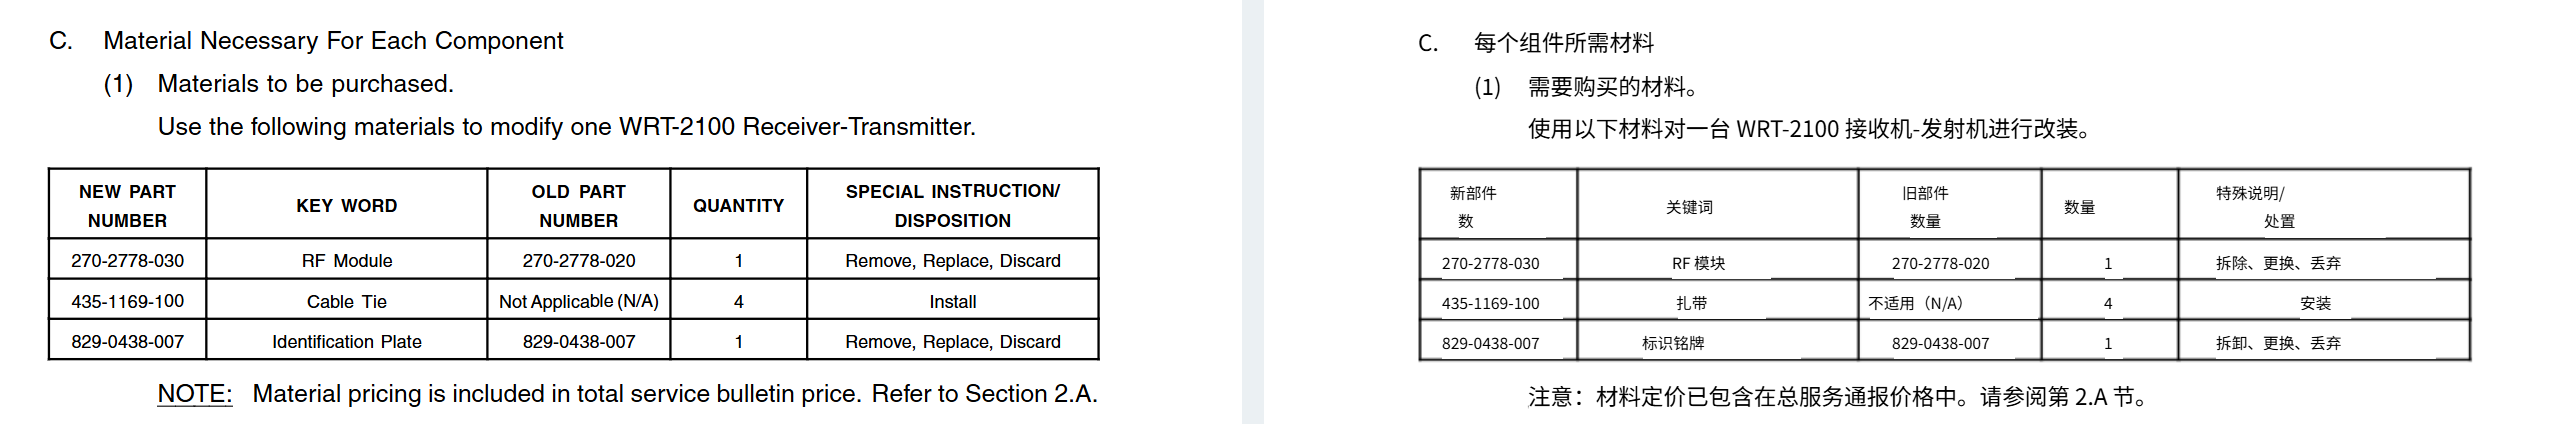 C. Material Necessary For Each Component
(1) Materials to be purchased.
Use the following materials to modify one WRT-2100 Receiver-Transmitter.
NEW PART NUMBER KEY WORD OLD PART NUMBER QUANTITY SPECIAL INSTRUCTION/ DISPOSITION
270-2778-030 RF Module 270-2778-020 1 Remove, Replace, Discard
435-1169-100 Cable Tie Not Applicable (N/A) 4 Install
829-0438-007 Identification Plate 829-0438-007 1 Remove, Replace, Discard
NOTE: Material pricing is included in total service bulletin price. Refer to Section 2.A.
C. 每个组件所需材料
(1) 需要购买的材料。
使用以下材料对一台 WRT-2100 接收机-发射机进行改装。
新部件 数 关键词 旧部件 数量 数量 特殊说明/ 处置
270-2778-030 RF 模块 270-2778-020 1 拆除、更换、丢弃
435-1169-100 扎带 不适用（N/A） 4 安装
829-0438-007 标识铭牌 829-0438-007 1 拆卸、更换、丢弃
注意：材料定价已包含在总服务通报价格中。请参阅第 2.A 节。